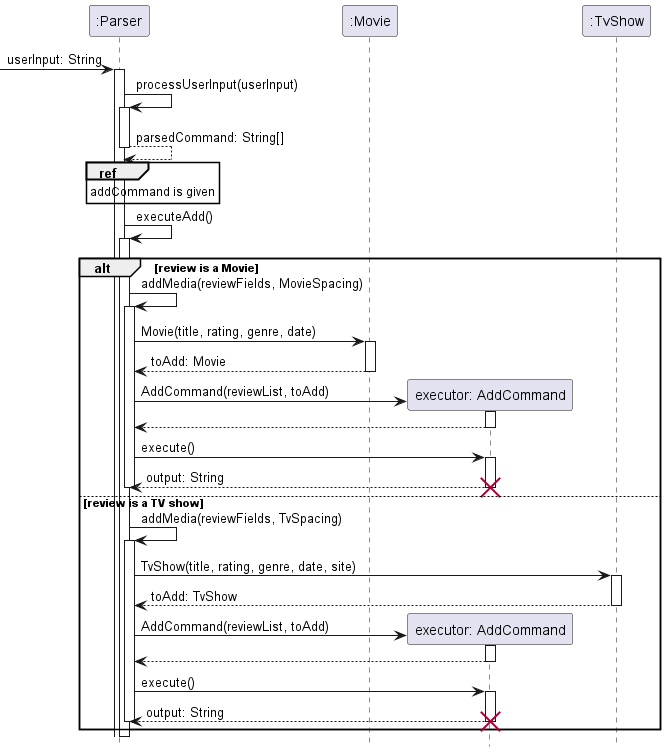 :Parser
:Movie
:TvShow
userInput: String
processUserInput(userInput)
parsedCommand: String[]
ref
addCommand is given
executeAdd()
alt
[review is a Movie]
addMedia(reviewFields, MovieSpacing)
Movie(title, rating, genre, date)
toAdd: Movie
AddCommand(reviewList, toAdd)
executor: AddCommand
execute()
output: String
[review is a TV show]
addMedia(reviewFields, TvSpacing)
TvShow(title, rating, genre, date, site)
toAdd: TvShow
AddCommand(reviewList, toAdd)
executor: AddCommand
execute()
output: String